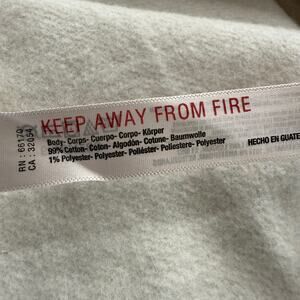 KEEP AWAY FROM FIRE
Body- Corps- Cuerpo- Corpo- Körper
99% Cotton- Coton- Algodón- Cotone- Baumwolle
1% Polyester- Polyester- Poliéster- Poliestere- Polyester
HECHO EN GUATE
RN : 66170
CA : 32054